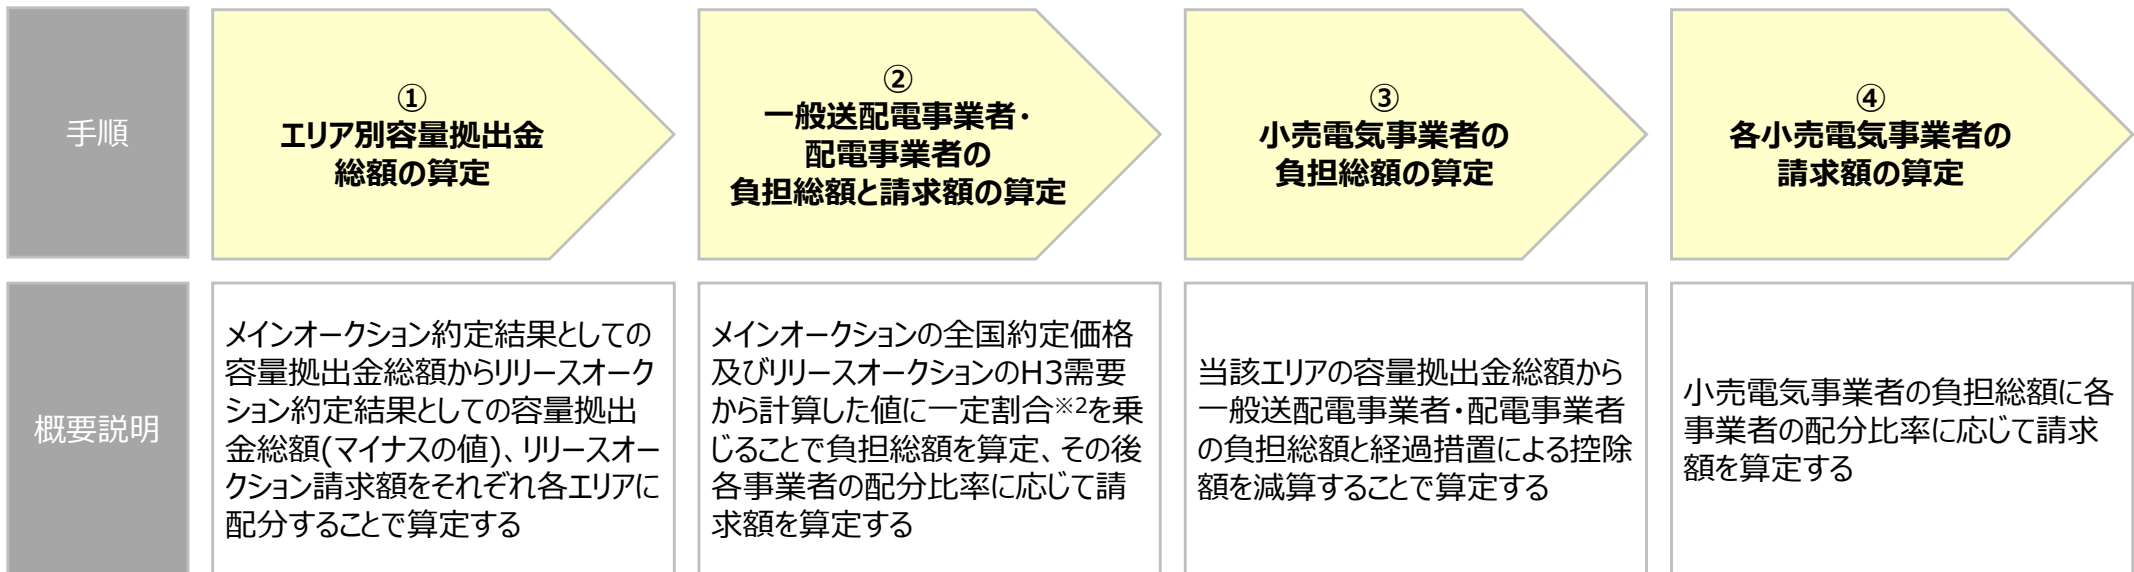 手順
①
エリア別容量拠出金
総額の算定
②
一般送配電事業者・
配電事業者の
負担総額と請求額の算定
③
小売電気事業者の
負担総額の算定
④
各小売電気事業者の
請求額の算定
概要説明
メインオークション約定結果としての
容量拠出金総額からリリースオーク
ション約定結果としての容量拠出
金総額(マイナスの値)、リリースオー
クション請求額をそれぞれ各エリアに
配分することで算定する
メインオークションの全国約定価格
及びリリースオークションのH3需要
から計算した値に一定割合※2を乗
じることで負担総額を算定、その後
各事業者の配分比率に応じて請
求額を算定する
当該エリアの容量拠出金総額から
一般送配電事業者・配電事業者
の負担総額と経過措置による控除
額を減算することで算定する
小売電気事業者の負担総額に各
事業者の配分比率に応じて請求
額を算定する